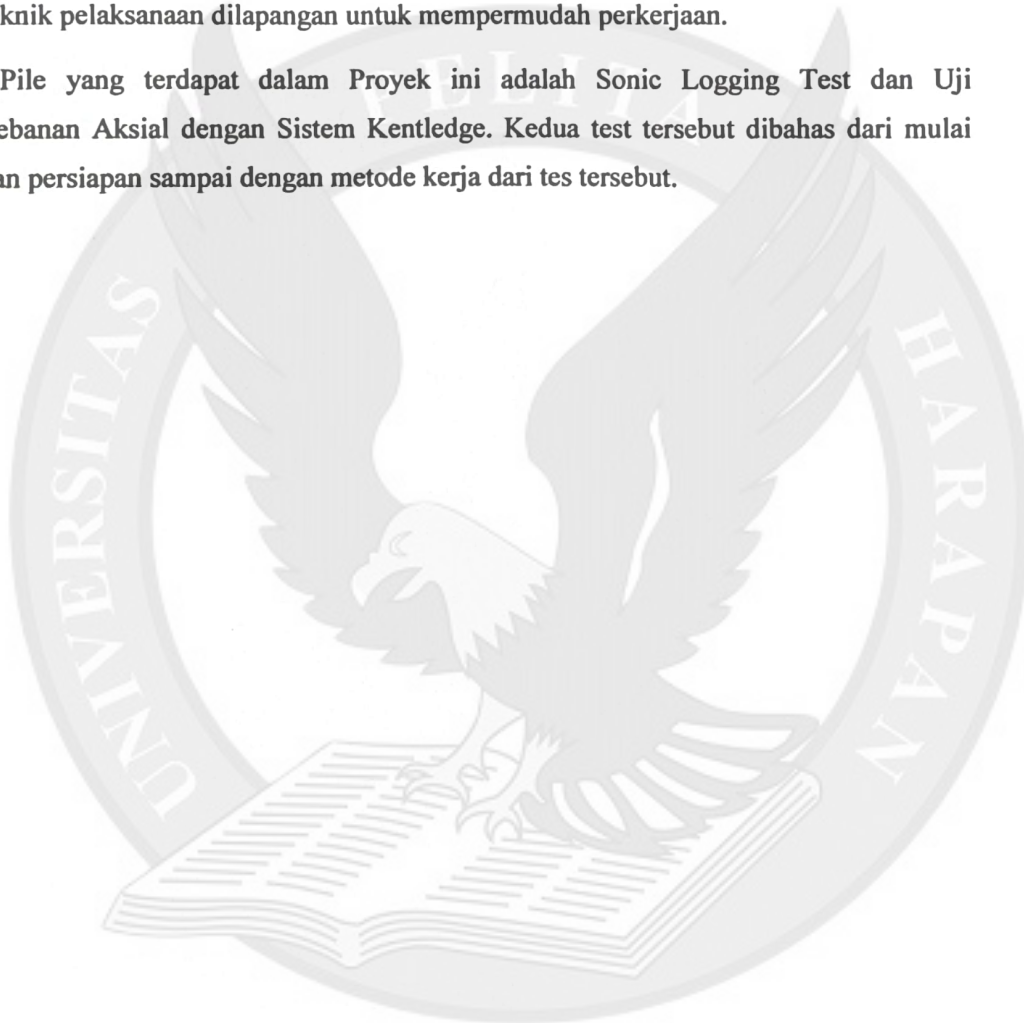 knik pelaksanaan dilapangan untuk mempermudah perkerjaan.
Pile yang terdapat dalam Proyek ini adalah Sonic Logging Test dan Uji
ebanan Aksial dengan Sistem Kentledge. Kedua test tersebut dibahas dari mulai
an persiapan sampai dengan metode kerja dari tes tersebut.
UNIVERSITAS
PELITA
HARAPAN